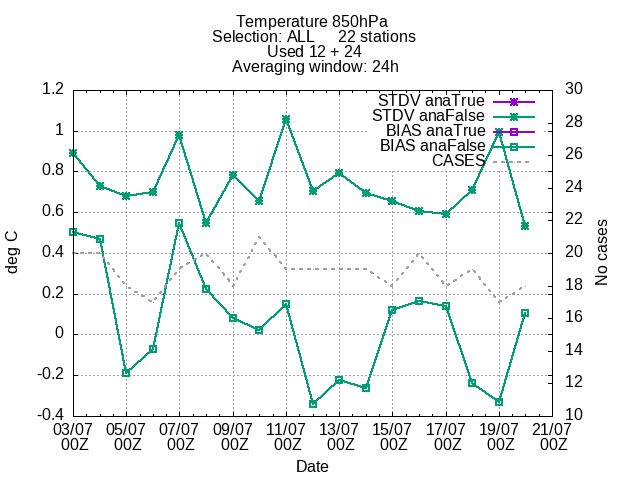 Temperature 850hPa
Selection: ALL 22 stations
Used 12 + 24
Averaging window: 24h
STDV anaTrue
STDV anaFalse
BIAS anaTrue
BIAS anaFalse
CASES
1.2
1
0.8
0.6
0.4
0.2
0
-0.2
-0.4
deg C
30
28
26
24
22
20
18
16
14
12
10
No cases
03/07 05/07 07/07 09/07 11/07 13/07 15/07 17/07 19/07 21/07
00Z 00Z 00Z 00Z 00Z 00Z 00Z 00Z 00Z 00Z
Date